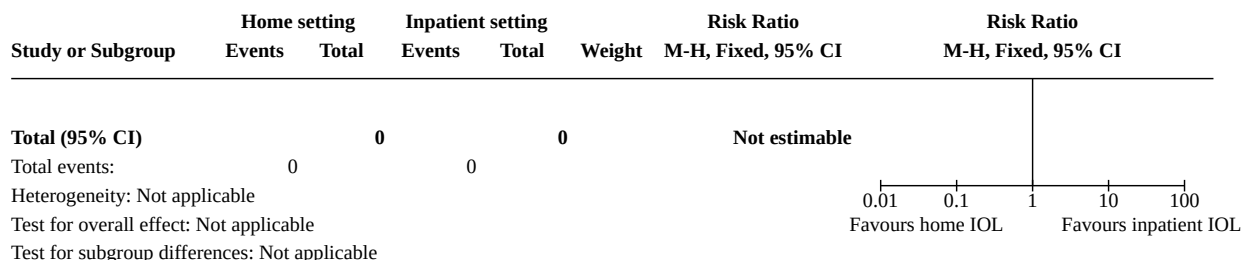 Home setting Inpatient setting Risk Ratio Risk Ratio
Study or Subgroup Events Total Events Total Weight M-H, Fixed, 95% CI M-H, Fixed, 95% CI
Total (95% CI) 0 0 Not estimable
Total events: 0 0
Heterogeneity: Not applicable
0.01 0.1 1 10 100
Test for overall effect: Not applicable Favours home IOL Favours inpatient IOL
Test for subgroup differences: Not applicable